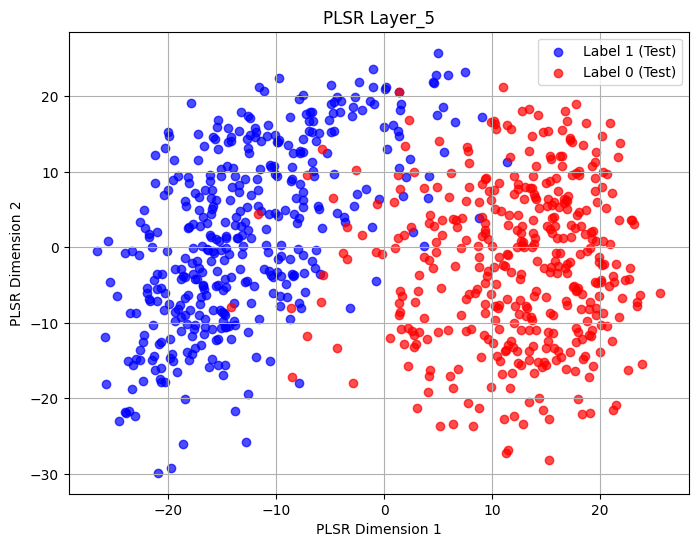 PLSR Layer_5
Label 1 (Test)
Label 0 (Test)
PLSR Dimension 2
20
10
0
−10
−20
−30
−20
−10
0
10
20
PLSR Dimension 1